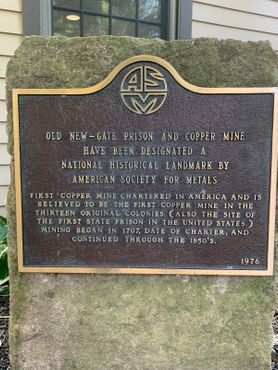 ASM
OLD NEW-GATE PRISON AND COPPER MINE
HAVE BEEN DESIGNATED A
NATIONAL HISTORICAL LANDMARK BY
AMERICAN SOCIETY FOR METALS
FIRST COPPER MINE CHARTERED IN AMERICA AND IS
BELIEVED TO BE THE FIRST COPPER MINE IN THE
THIRTEEN ORIGINAL COLONIES. (ALSO THE SITE OF
THE FIRST STATE PRISON IN THE UNITED STATES.)
MINING BEGAN IN 1707, DATE OF CHARTER, AND
CONTINUED THROUGH THE 1850'S.
1976